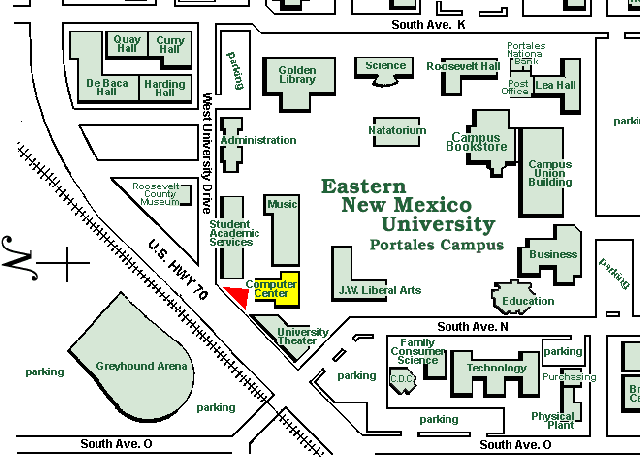 South Ave. K
Quay
Hall
Curry
Hall
De Baca
Hall
Harding
Hall
parking
Golden
Library
Science
Roosevelt Hall
Portales
National
Bank
Post
Office
Lea Hall
parki
West University Drive
Administration
Natatorium
Campus
Bookstore
Campus
Union
Building
Roosevelt
County
Museum
Eastern
New Mexico
University
Portales Campus
Student
Academic
Services
Music
N
U.S. HWY 70
Computer
Center
J.W. Liberal Arts
Business
Education
parking
University
Theater
South Ave. N
Greyhound Arena
parking
parking
parking
Family
Consumer
Science
C.D.C.
Technology
parking
Purchasing
Physical
Plant
parking
Br
Ce
South Ave. O
South Ave. O